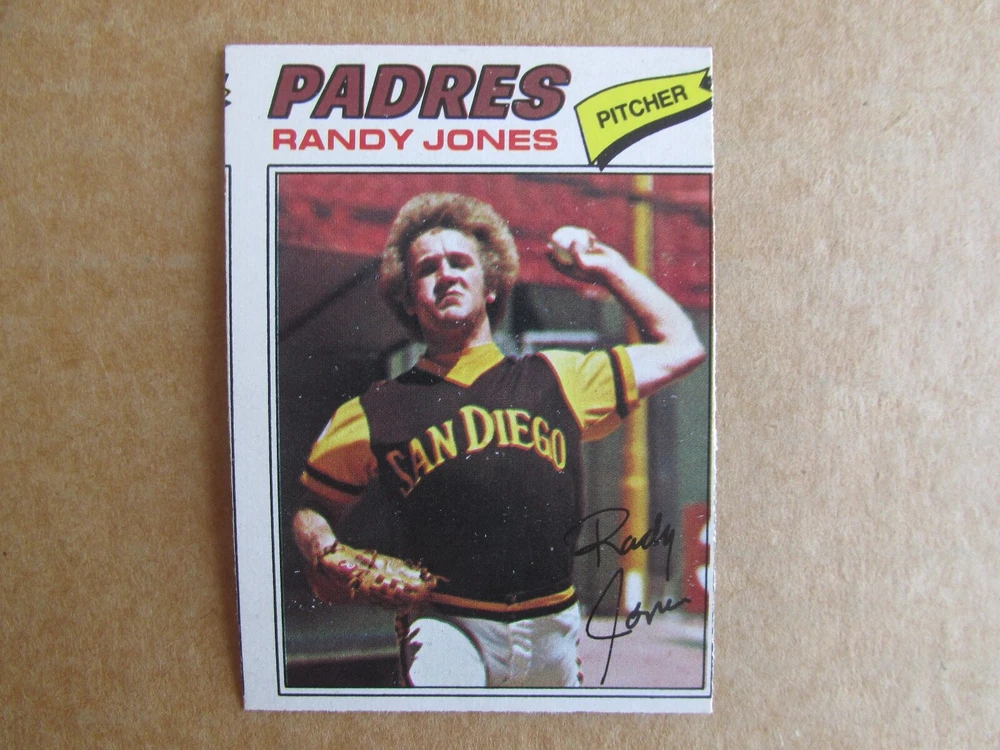 PADRES
RANDY JONES
PITCHER
SAN DIEGO
Randy
Jones